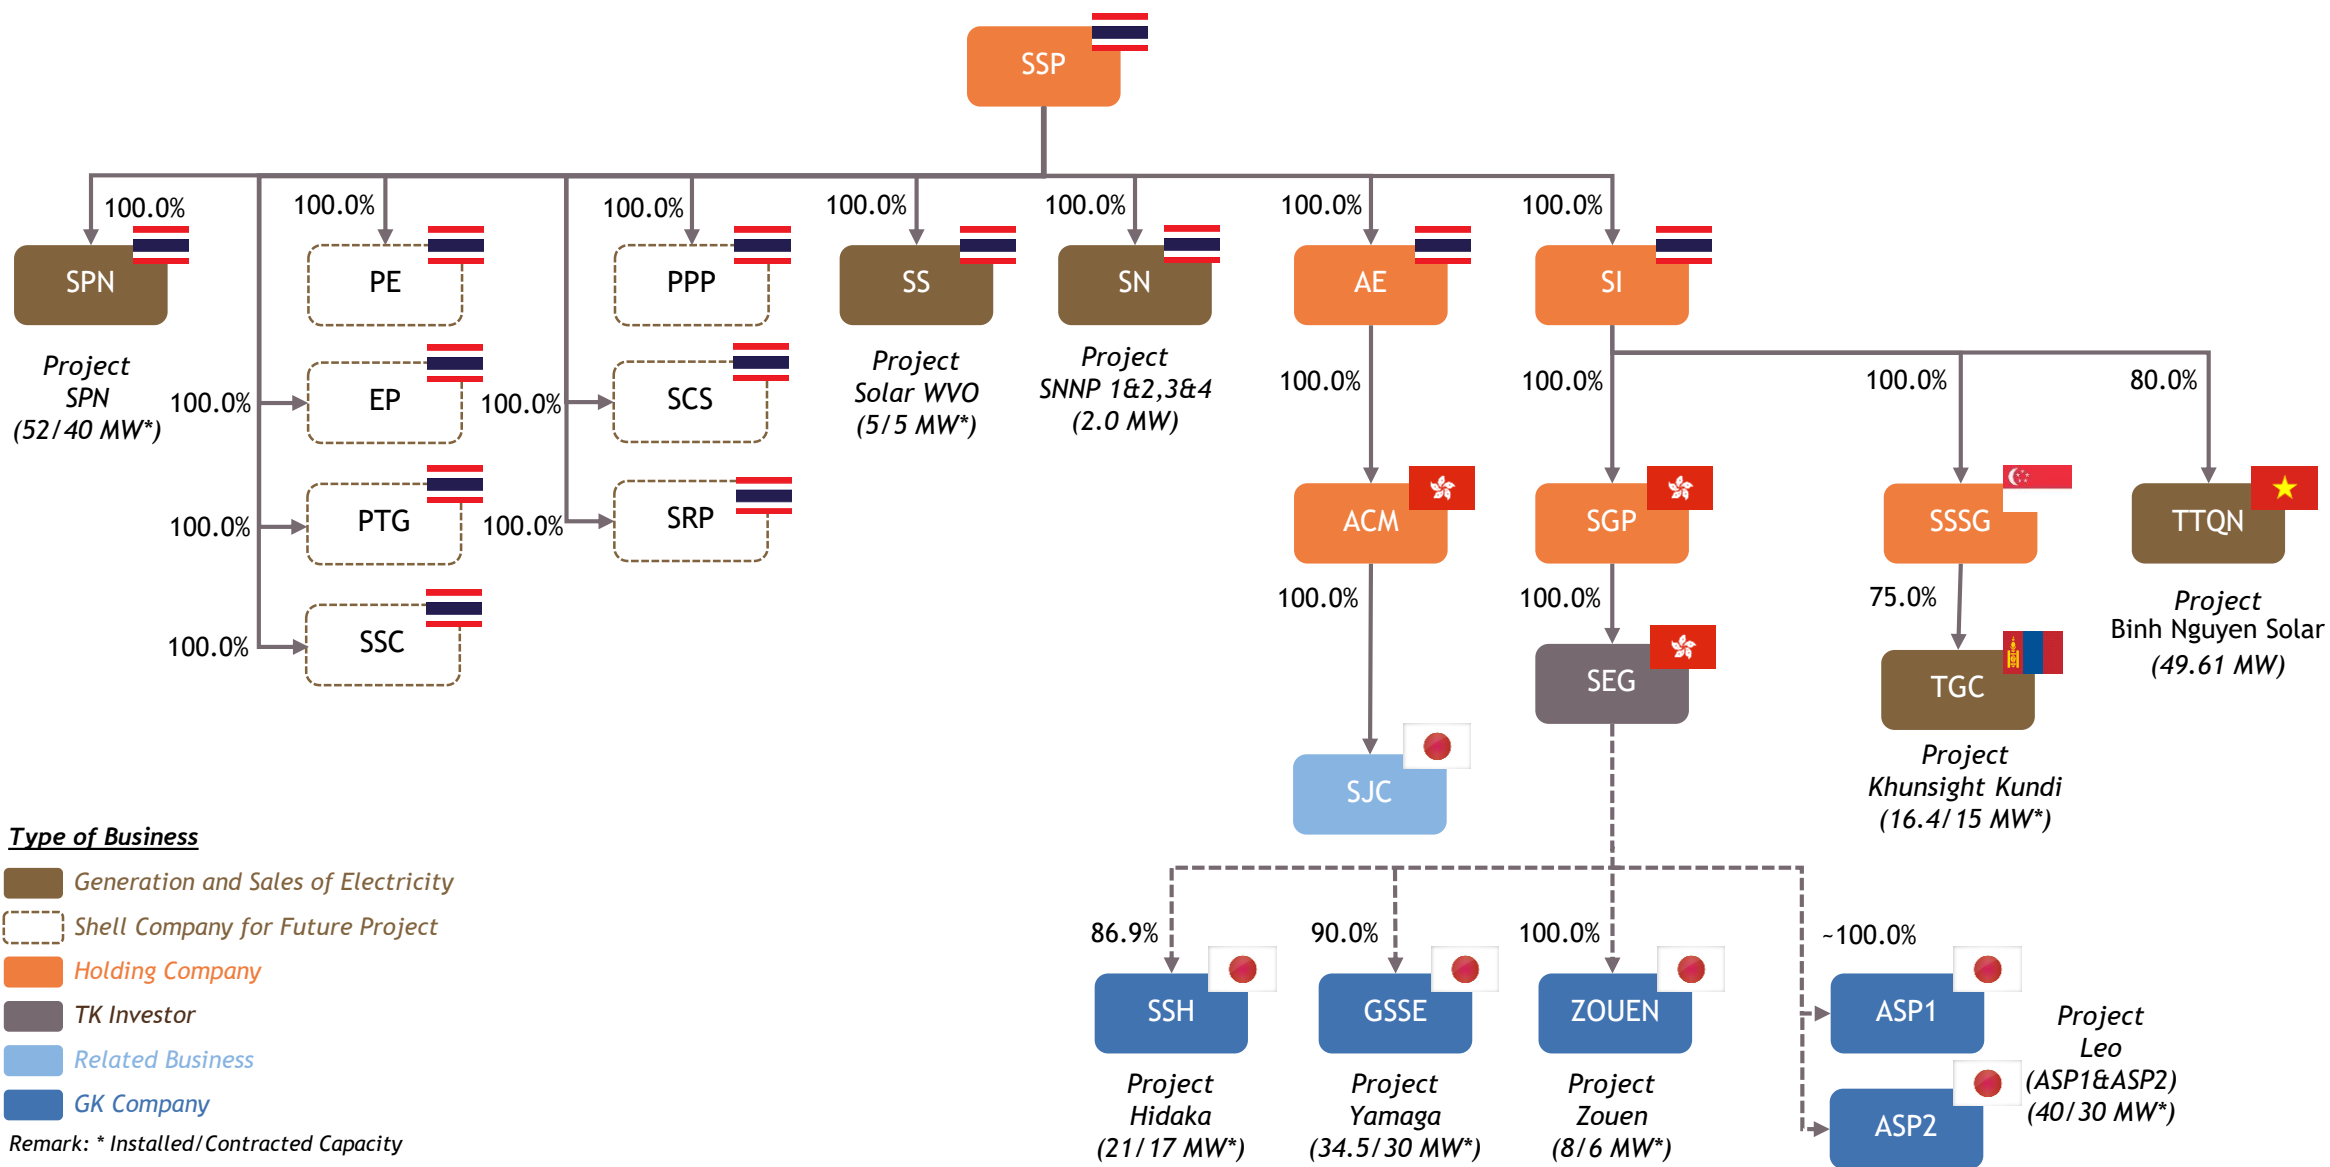 SSP
100.0%
100.0%
100.0%
100.0%
100.0%
100.0%
100.0%
SPN
PE
PPP
SS
SN
AE
SI
Project
SPN
(52/40 MW*)
100.0%
EP
100.0%
SCS
Project
Solar WVO
(5/5 MW*)
Project
SNNP 1&2,3&4
(2.0 MW)
100.0%
100.0%
100.0%
80.0%
100.0%
PTG
100.0%
SRP
ACM
SGP
SSSG
TTQN
100.0%
SSC
100.0%
100.0%
75.0%
Project
Binh Nguyen Solar
(49.61 MW)
SEG
TGC
SJC
Project
Khunsight Kundi
(16.4/15 MW*)
86.9%
90.0%
100.0%
~100.0%
SSH
GSSE
ZOUEN
ASP1
ASP2
Project
Hidaka
(21/17 MW*)
Project
Yamaga
(34.5/30 MW*)
Project
Zouen
(8/6 MW*)
Project
Leo
(ASP1&ASP2)
(40/30 MW*)
Type of Business
Generation and Sales of Electricity
Shell Company for Future Project
Holding Company
TK Investor
Related Business
GK Company
Remark: * Installed/Contracted Capacity